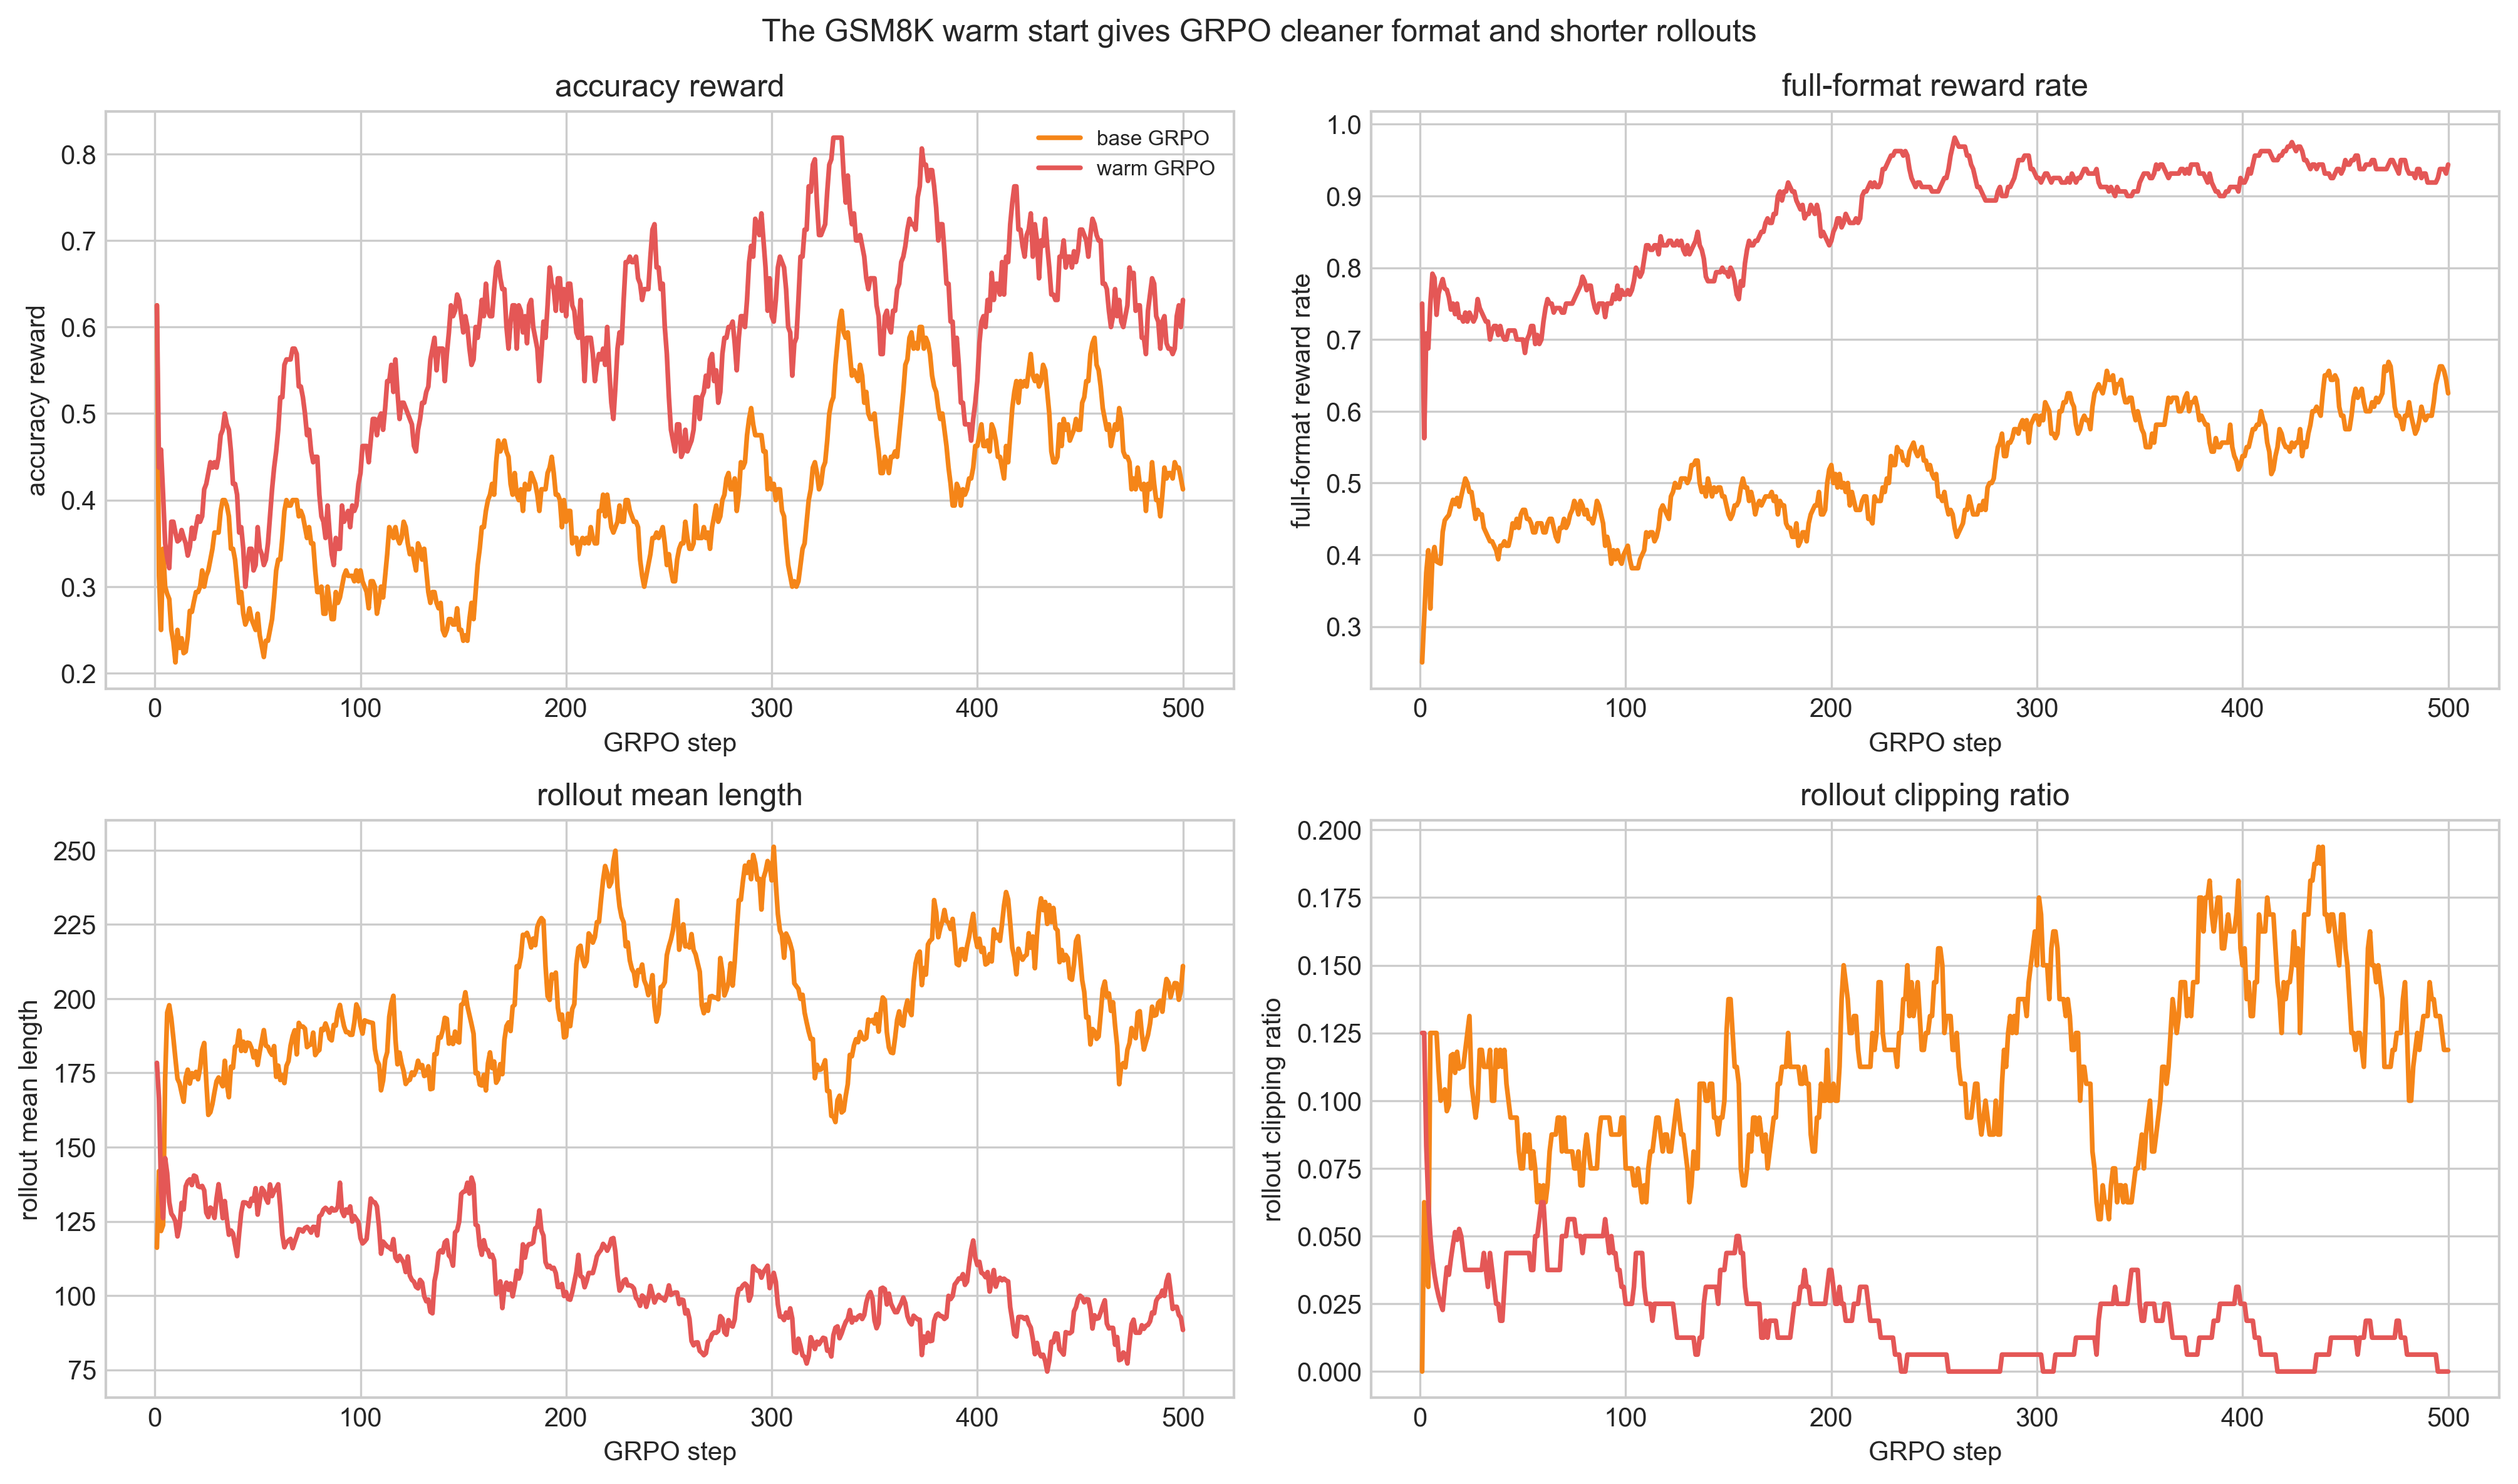 The GSM8K warm start gives GRPO cleaner format and shorter rollouts
accuracy reward
accuracy reward
0.8
0.7
0.6
0.5
0.4
0.3
0.2
base GRPO
warm GRPO
0 100 200 300 400 500
GRPO step
full-format reward rate
full-format reward rate
1.0
0.9
0.8
0.7
0.6
0.5
0.4
0.3
0 100 200 300 400 500
GRPO step
rollout mean length
rollout mean length
250
225
200
175
150
125
100
75
0 100 200 300 400 500
GRPO step
rollout clipping ratio
rollout clipping ratio
0.200
0.175
0.150
0.125
0.100
0.075
0.050
0.025
0.000
0 100 200 300 400 500
GRPO step